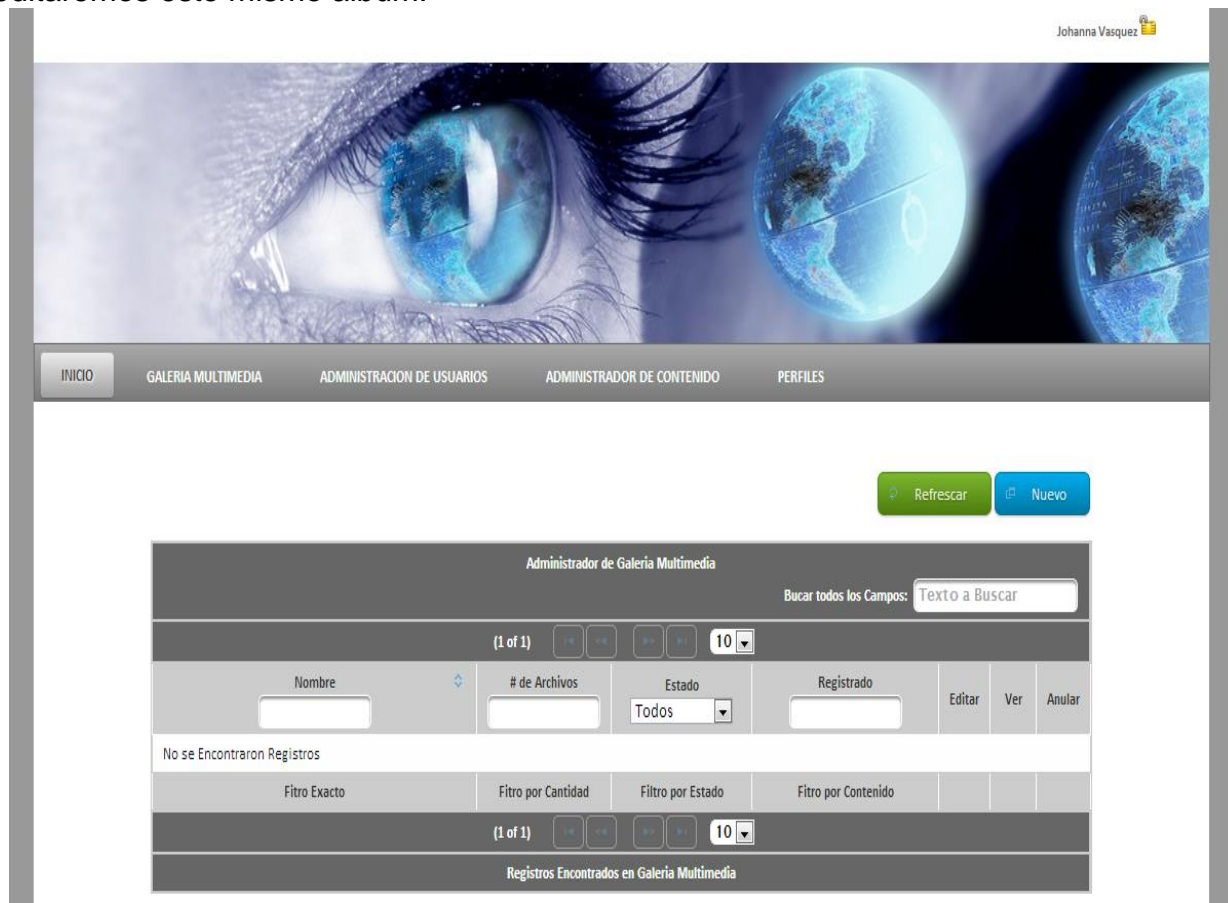 este mismo álbum.
Johanna Vasquez
INICIO GALERIA MULTIMEDIA ADMINISTRACION DE USUARIOS ADMINISTRADOR DE CONTENIDO PERFILES
Refrescar Nuevo
Administrador de Galeria Multimedia
Bucar todos los Campos: Texto a Buscar
(1 of 1) 10
Nombre # de Archivos Estado Registrado Editar Ver Anular
Todos
No se Encontraron Registros
Fitro Exacto Fitro por Cantidad Filtro por Estado Fitro por Contenido
(1 of 1) 10
Registros Encontrados en Galeria Multimedia